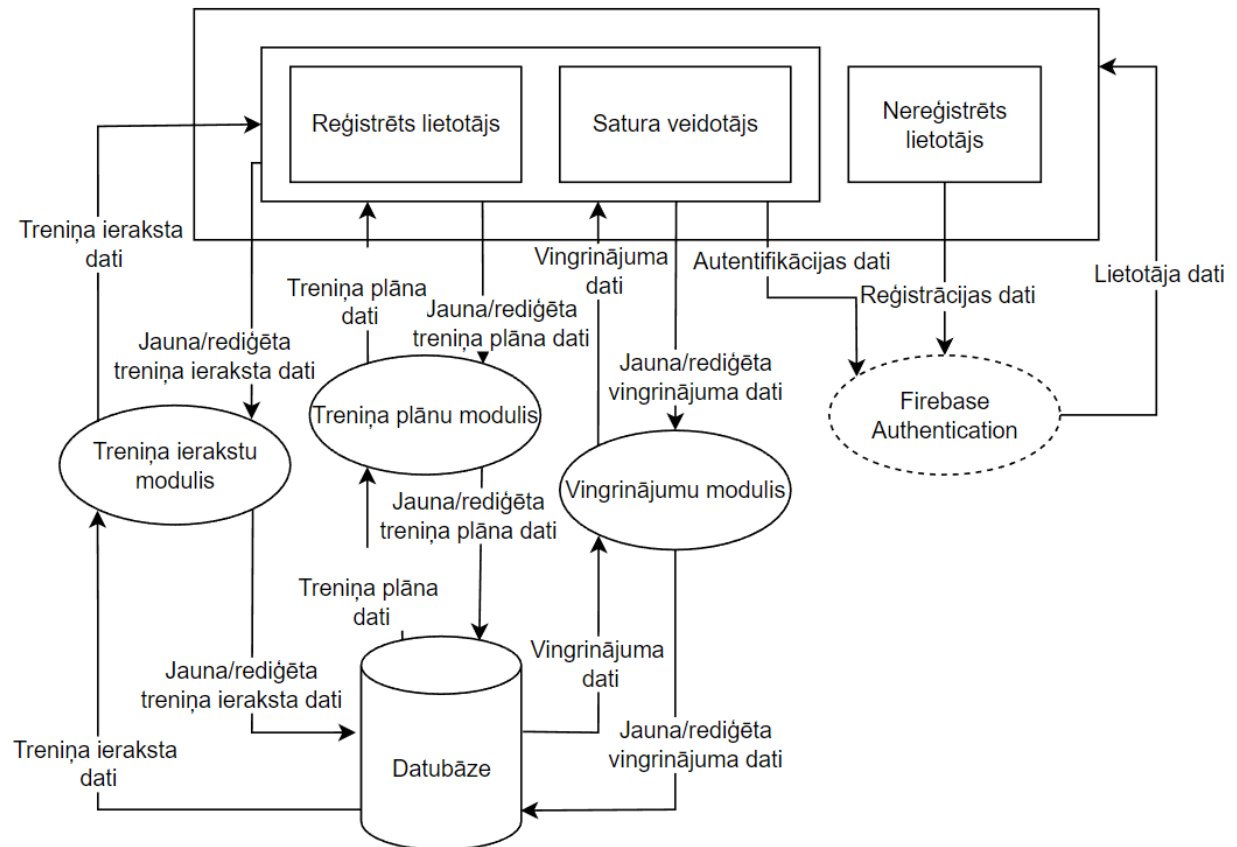 Reģistrēts lietotājs
Satura veidotājs
Nereģistrēts
lietotājs
Treniņa ieraksta
dati
Vingrinājuma
dati
Autentifikācijas dati
Lietotāja dati
Treniņa plāna
dati
Jauna/rediģēta
treniņa plāna dati
Reģistrācijas dati
Jauna/rediģēta
treniņa ieraksta dati
Jauna/rediģēta
vingrinājuma dati
Treniņa plānu modulis
Firebase
Authentication
Treniņa ierakstu
modulis
Vingrinājumu modulis
Jauna/rediģēta
treniņa plāna dati
Treniņa plāna
dati
Vingrinājuma
dati
Jauna/rediģēta
treniņa ieraksta dati
Treniņa ieraksta
dati
Jauna/rediģēta
vingrinājuma dati
Datubāze